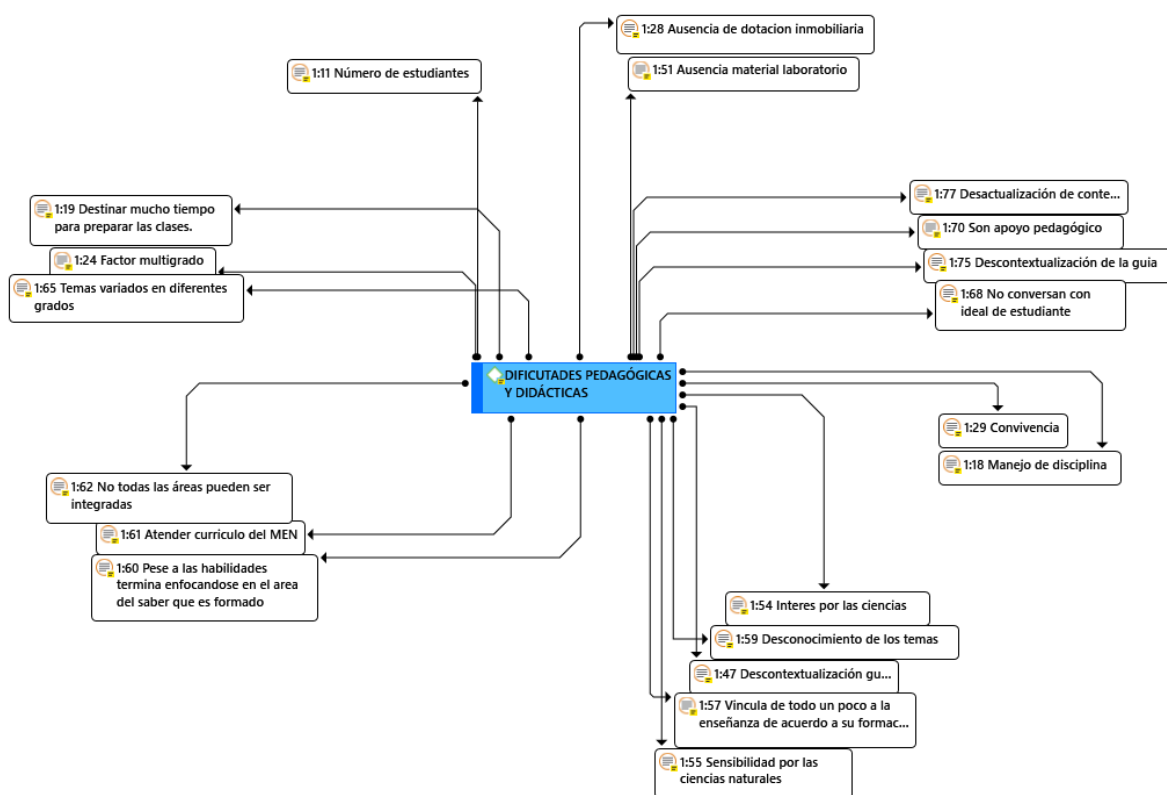 1:28 Ausencia de dotacion inmobiliaria
1:11 Número de estudiantes
1:51 Ausencia material laboratorio
1:19 Destinar mucho tiempo
para preparar las clases.
1:24 Factor multigrado
1:65 Temas variados en diferentes
grados
1:77 Desactualización de conte...
1:70 Son apoyo pedagógico
1:75 Descontextualización de la guia
1:68 No conversan con
ideal de estudiante
DIFICUTADES PEDAGÓGICAS
Y DIDÁCTICAS
1:29 Convivencia
1:18 Manejo de disciplina
1:62 No todas las áreas pueden ser
integradas
1:61 Atender curriculo del MEN
1:60 Pese a las habilidades
termina enfocandose en el area
del saber que es formado
1:54 Interes por las ciencias
1:59 Desconocimiento de los temas
1:47 Descontextualización gu...
1:57 Vincula de todo un poco a la
enseñanza de acuerdo a su formac...
1:55 Sensibilidad por las
ciencias naturales